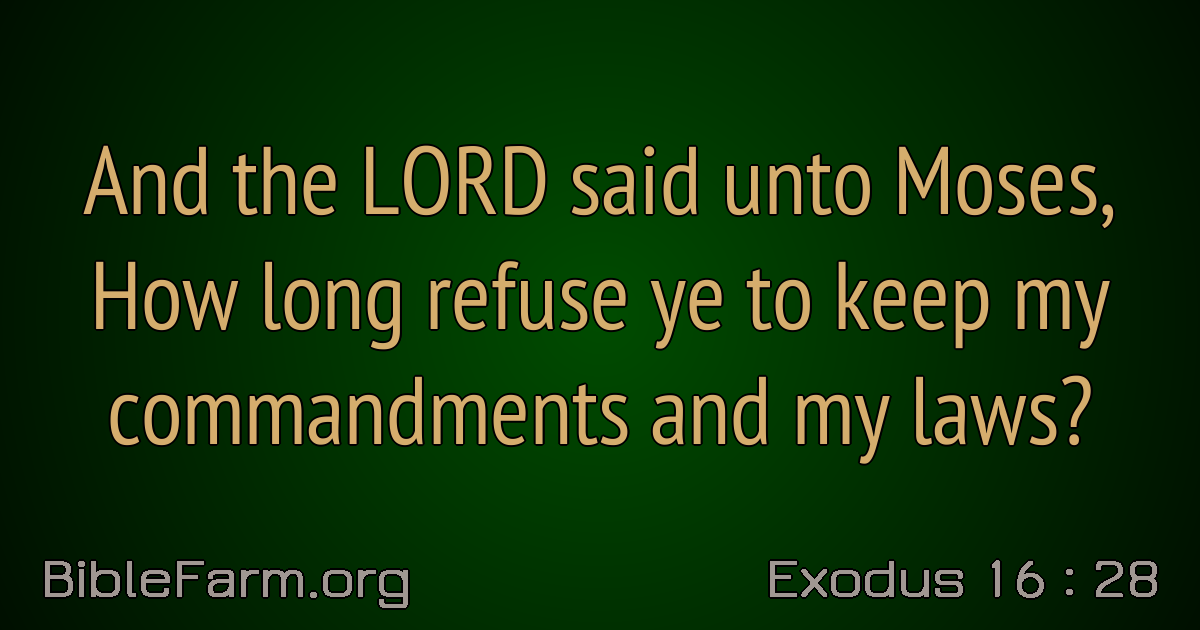 And the LORD said unto Moses,
How long refuse ye to keep my
commandments and my laws?
BibleFarm.org
Exodus 16 : 28